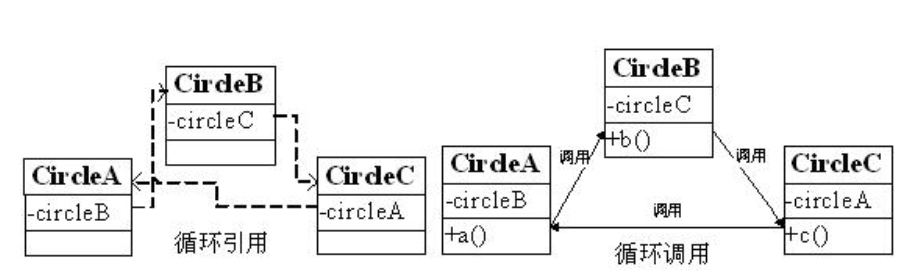 CircleB
-circleC
CircleA
-circleB
CircleC
-circleA
循环引用
CircleB
-circleC
+b()
调用
调用
CircleA
-circleB
+a()
调用
CircleC
-circleA
+c()
循环调用